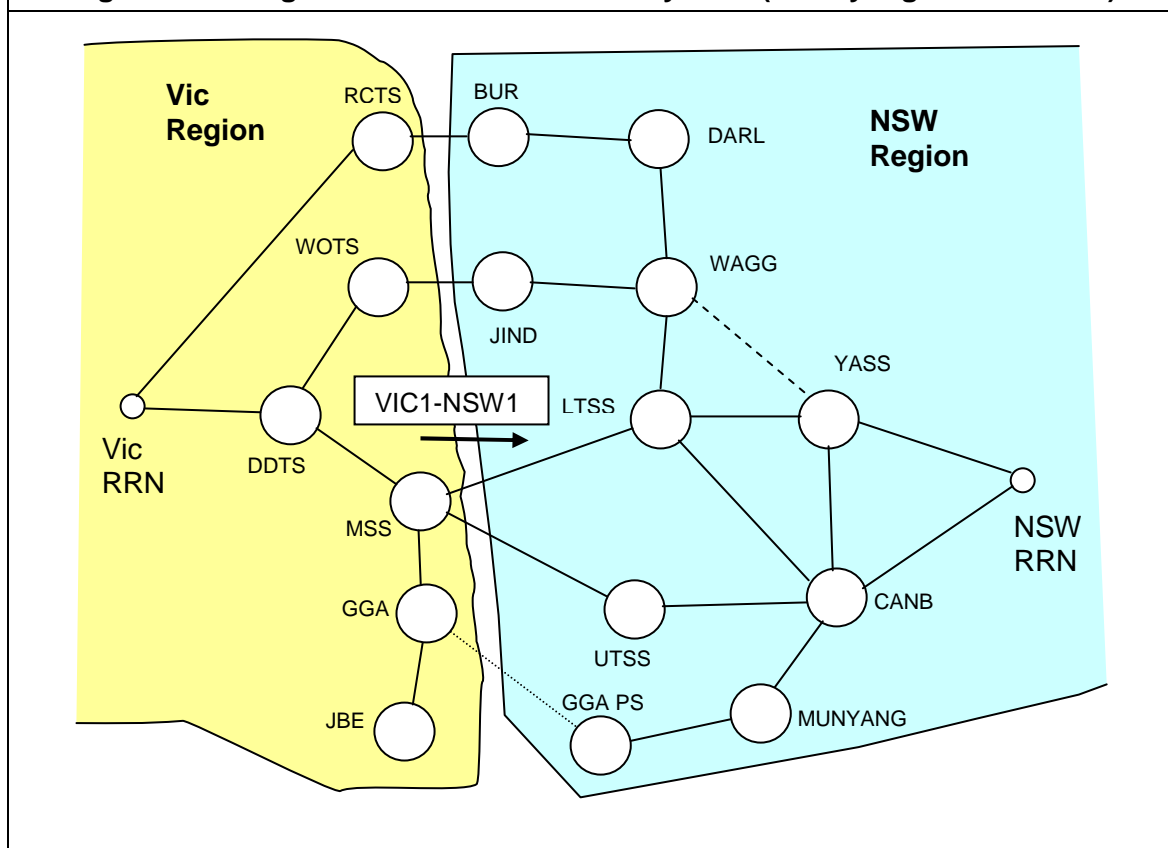 Vic
Region
RCTS
BUR
DARL
NSW
Region
WOTS
JIND
WAGG
YASS
VIC1-NSW1
LTSS
Vic
RRN
DDTS
MSS
NSW
RRN
GGA
UTSS
CANB
JBE
GGA PS
MUNYANG